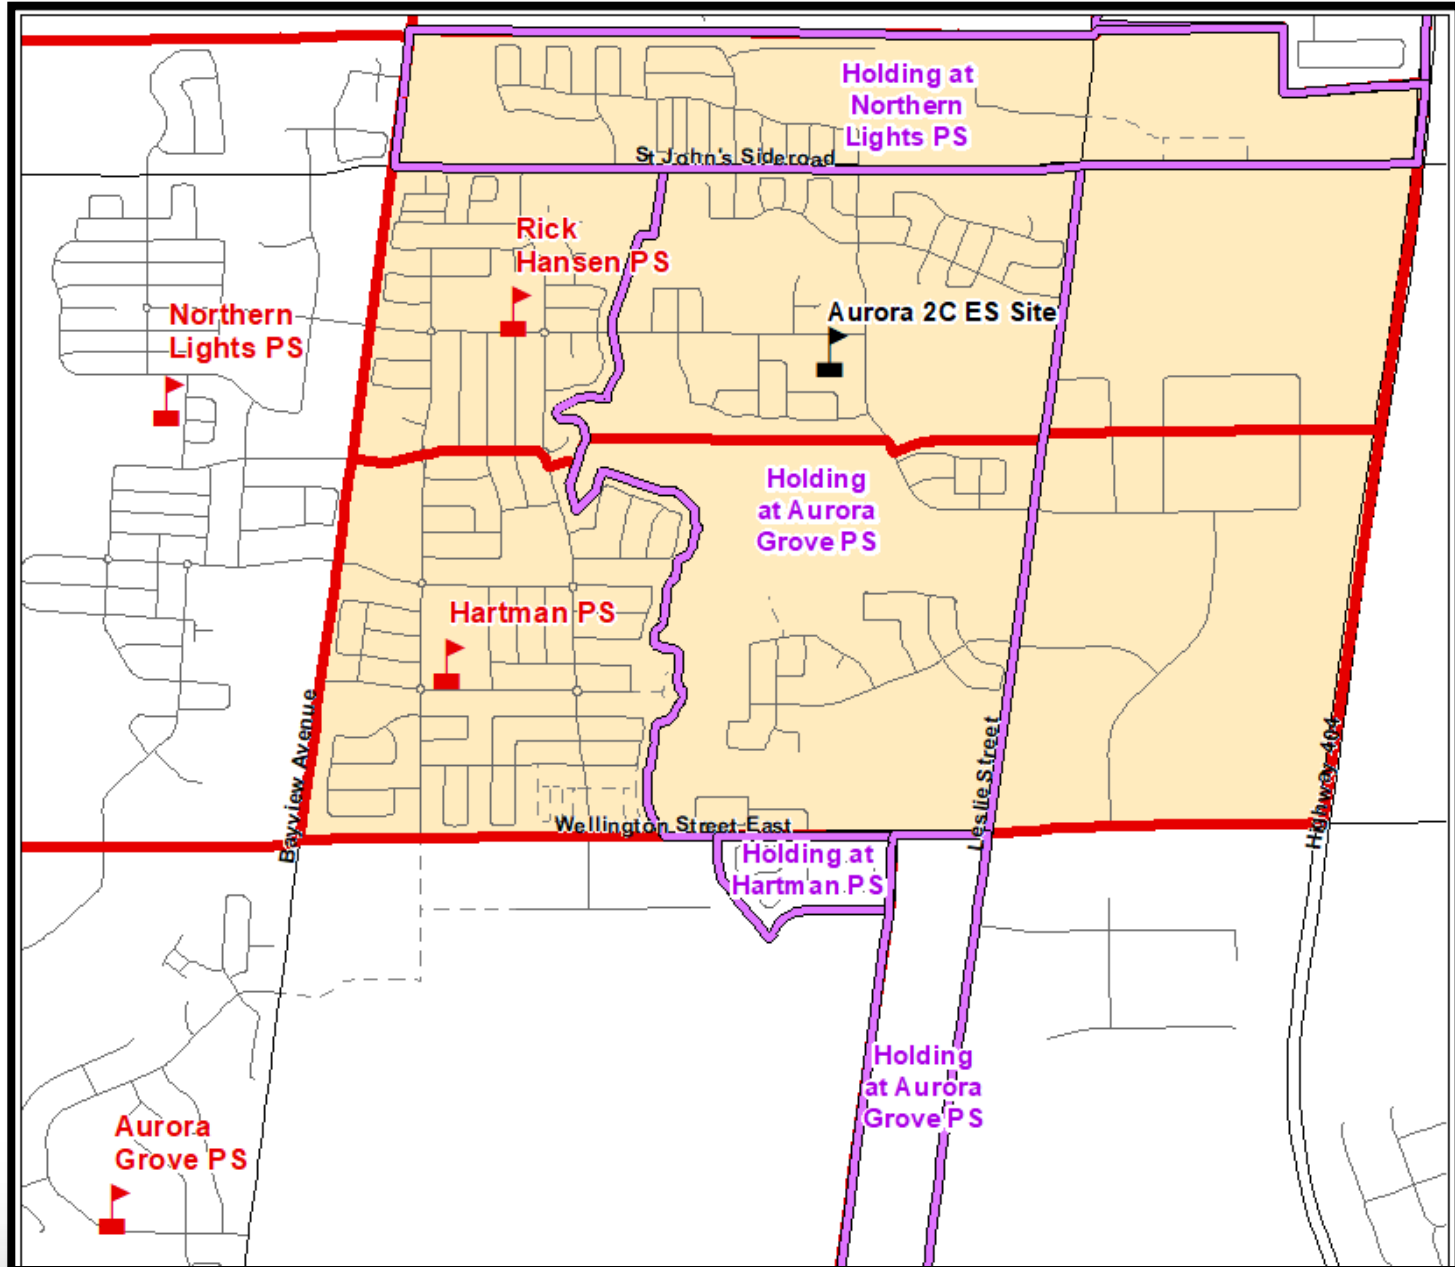 Holding at
Northern
Lights PS
St John's Sideroad
Rick
Hansen PS
Northern
Lights PS
Aurora 2C ES Site
Holding
at Aurora
Grove PS
Hartman PS
Bayview Avenue
Leslie Street
Highway 404
Wellington Street East
Holding at
Hartman PS
Holding
at Aurora
Grove PS
Aurora
Grove PS